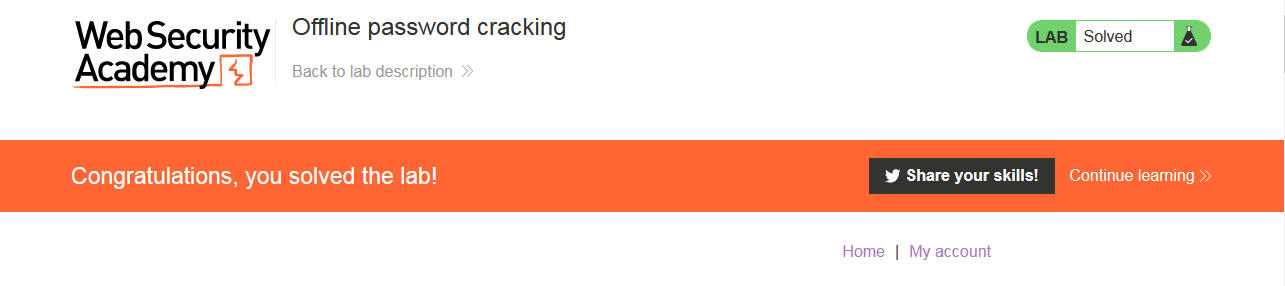 Web Security
Academy
Offline password cracking
Back to lab description
LAB Solved
Congratulations, you solved the lab!
Share your skills!
Continue learning
Home | My account